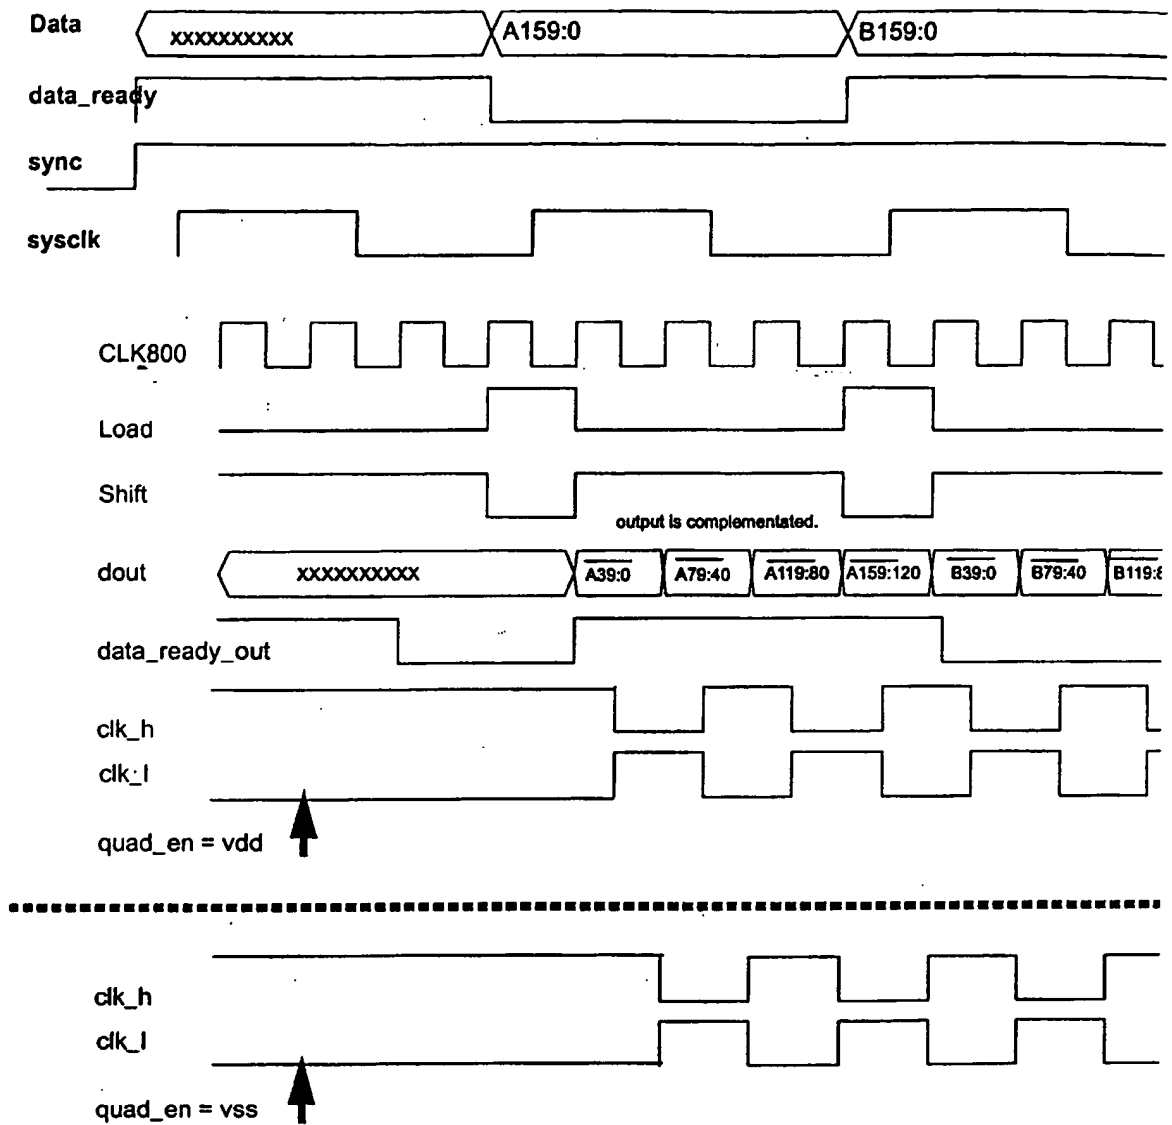 Data xxxxxxxxxx A159:0 B159:0
data_ready
sync
sysclk
CLK800
Load
Shift
output is complementated.
dout xxxxxxxxxx A39:0 A79:40 A119:80 A159:120 B39:0 B79:40 B119:8
data_ready_out
clk_h
clk_l
quad_en = vdd
clk_h
clk_l
quad_en = vss